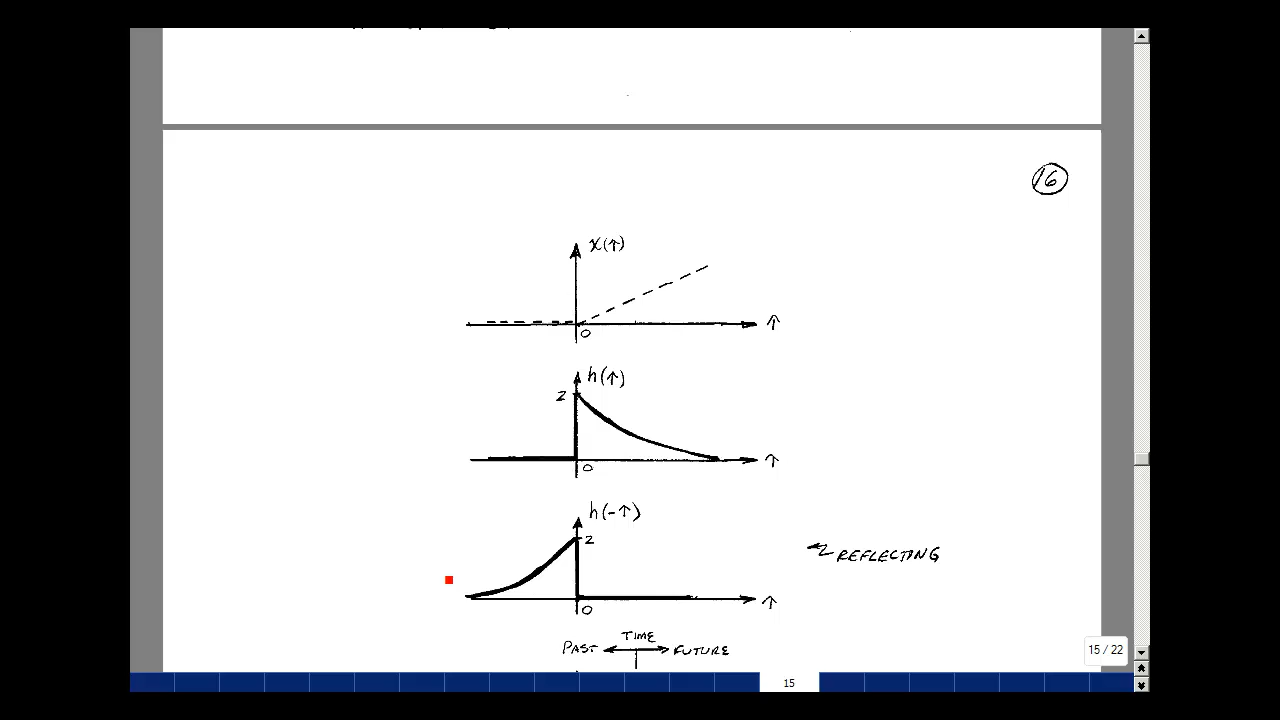 16
x(t)
0
t
h(t)
2
0
t
h(-t)
2
REFLECTING
0
t
TIME
PAST FUTURE
15 / 22
15